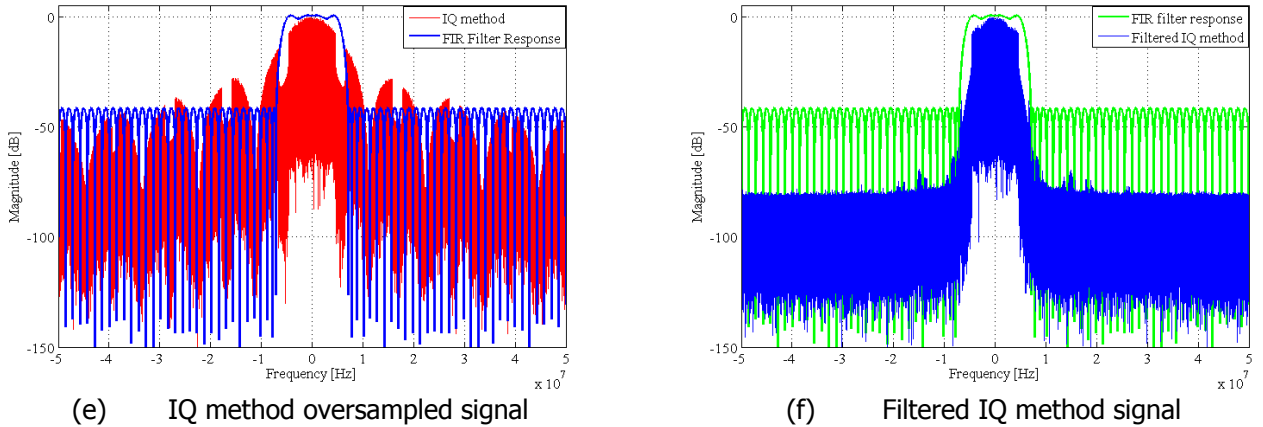 0
-50
-100
-150
Magnitude [dB]
IQ method
FIR Filter Response
-5 -4 -3 -2 -1 0 1 2 3 4 5
Frequency [Hz]
x 10^7
(e) IQ method oversampled signal
0
-50
-100
-150
Magnitude [dB]
FIR filter response
Filtered IQ method
-5 -4 -3 -2 -1 0 1 2 3 4 5
Frequency [Hz]
x 10^7
(f) Filtered IQ method signal